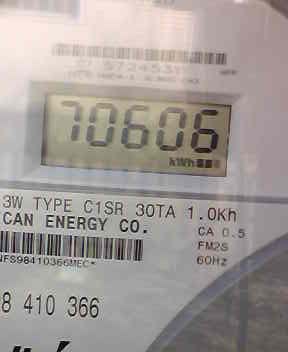 70606
kWh
3W TYPE C1SR 30TA 1.0Kh
CAN ENERGY CO.
CA 0.5
FM2S
60Hz
NFS98410366MEC*
8 410 366